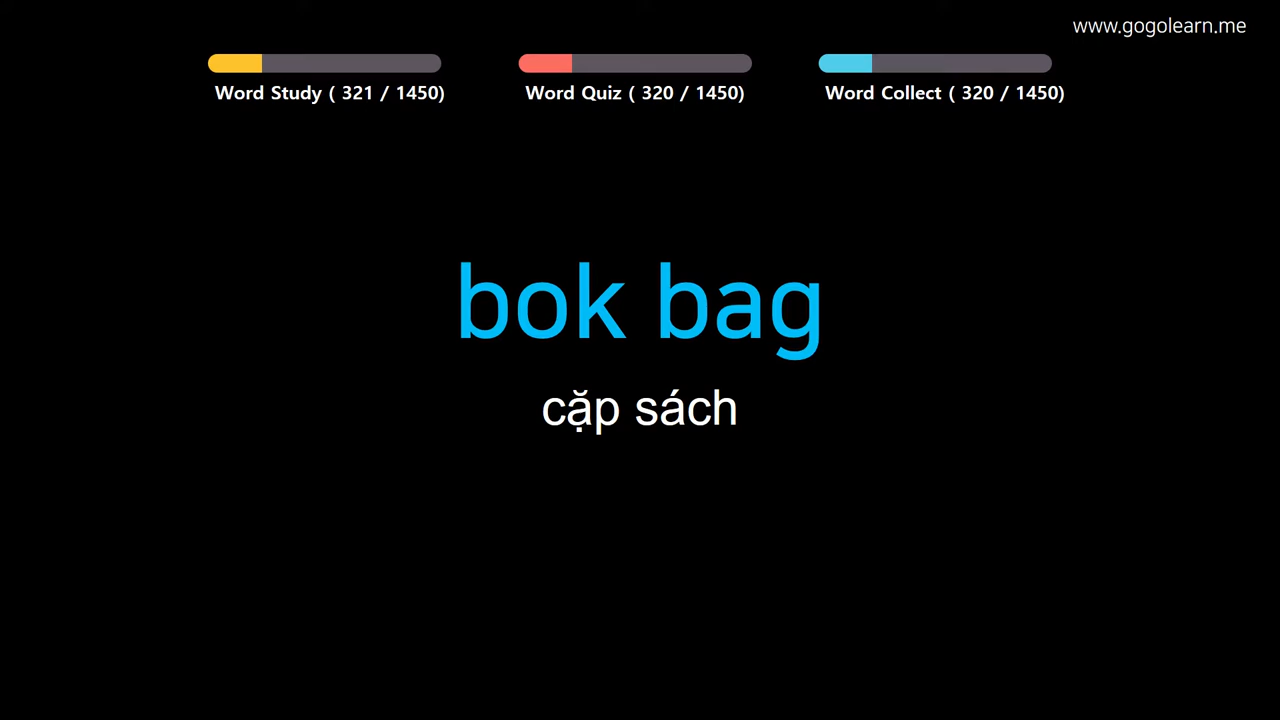 www.gogolearn.me
Word Study ( 321 / 1450)
Word Quiz ( 320 / 1450)
Word Collect ( 320 / 1450)
bok bag
cặp sách